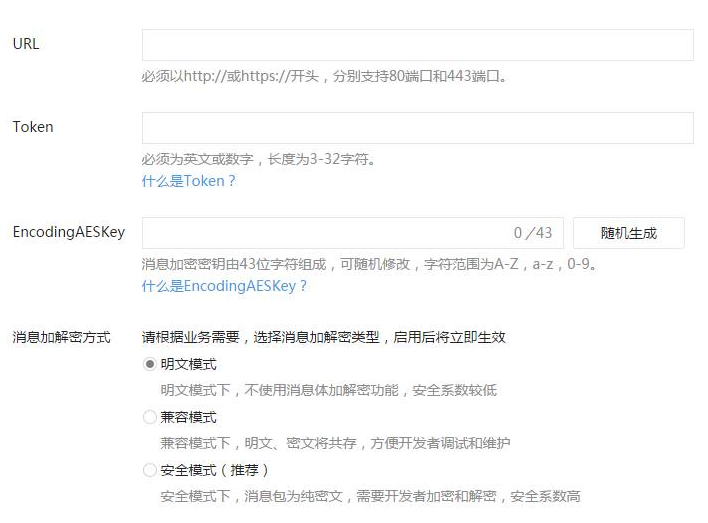 URL
必须以http://或https://开头，分别支持80端口和443端口。
Token
必须为英文或数字，长度为3-32字符。
什么是Token？
EncodingAESKey 0／43 随机生成
消息加密密钥由43位字符组成，可随机修改，字符范围为A-Z，a-z，0-9。
什么是EncodingAESKey？
消息加解密方式 请根据业务需要，选择消息加解密类型，启用后将立即生效
明文模式
明文模式下，不使用消息体加解密功能，安全系数较低
兼容模式
兼容模式下，明文、密文将共存，方便开发者调试和维护
安全模式（推荐）
安全模式下，消息包为纯密文，需要开发者加密和解密，安全系数高